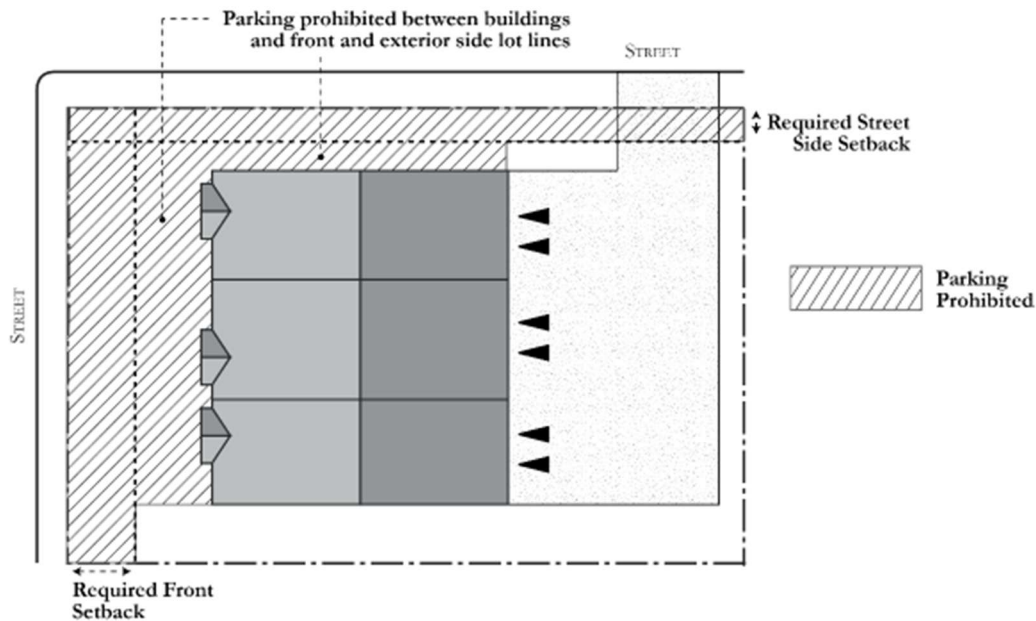 Parking prohibited between buildings
and front and exterior side lot lines
STREET
Required Street
Side Setback
STREET
Parking
Prohibited
Required Front
Setback